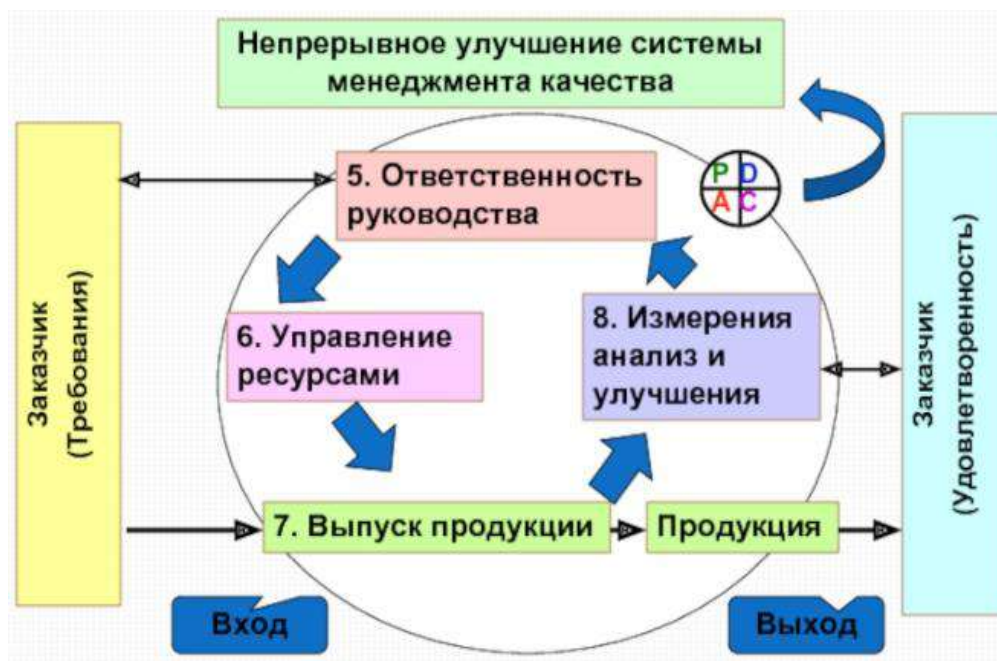 Непрерывное улучшение системы
менеджмента качества
Заказчик
(Требования)
5. Ответственность
руководства
P D
A C
6. Управление
ресурсами
8. Измерения
анализ и
улучшения
Заказчик
(Удовлетворенность)
7. Выпуск продукции
Продукция
Вход
Выход